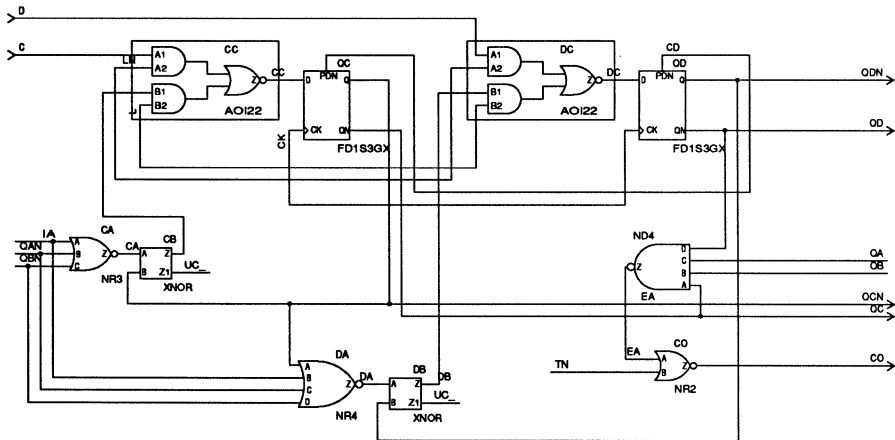 D
CC
QC
DC
CD
QD
C
LN
A1
A2
Z
CC
D
PDN
Q
A1
A2
Z
DC
D
PDN
Q
QDN
B1
B2
B1
B2
L
AOI22
CK
CK
QN
AOI22
CK
QN
QD
FD1S3GX
FD1S3GX
IA
CA
CB
ND4
QAN
A
B
Z
CA
A
Z
D
C
QA
QBN
C
B
Z1
UC_
Z
B
QB
NR3
XNOR
EA
A
QCN
QC
DA
EA
CO
A
B
Z
DA
A
DB
Z
DB
TN
A
B
CO
C
D
B
Z1
UC_
NR4
XNOR
NR2